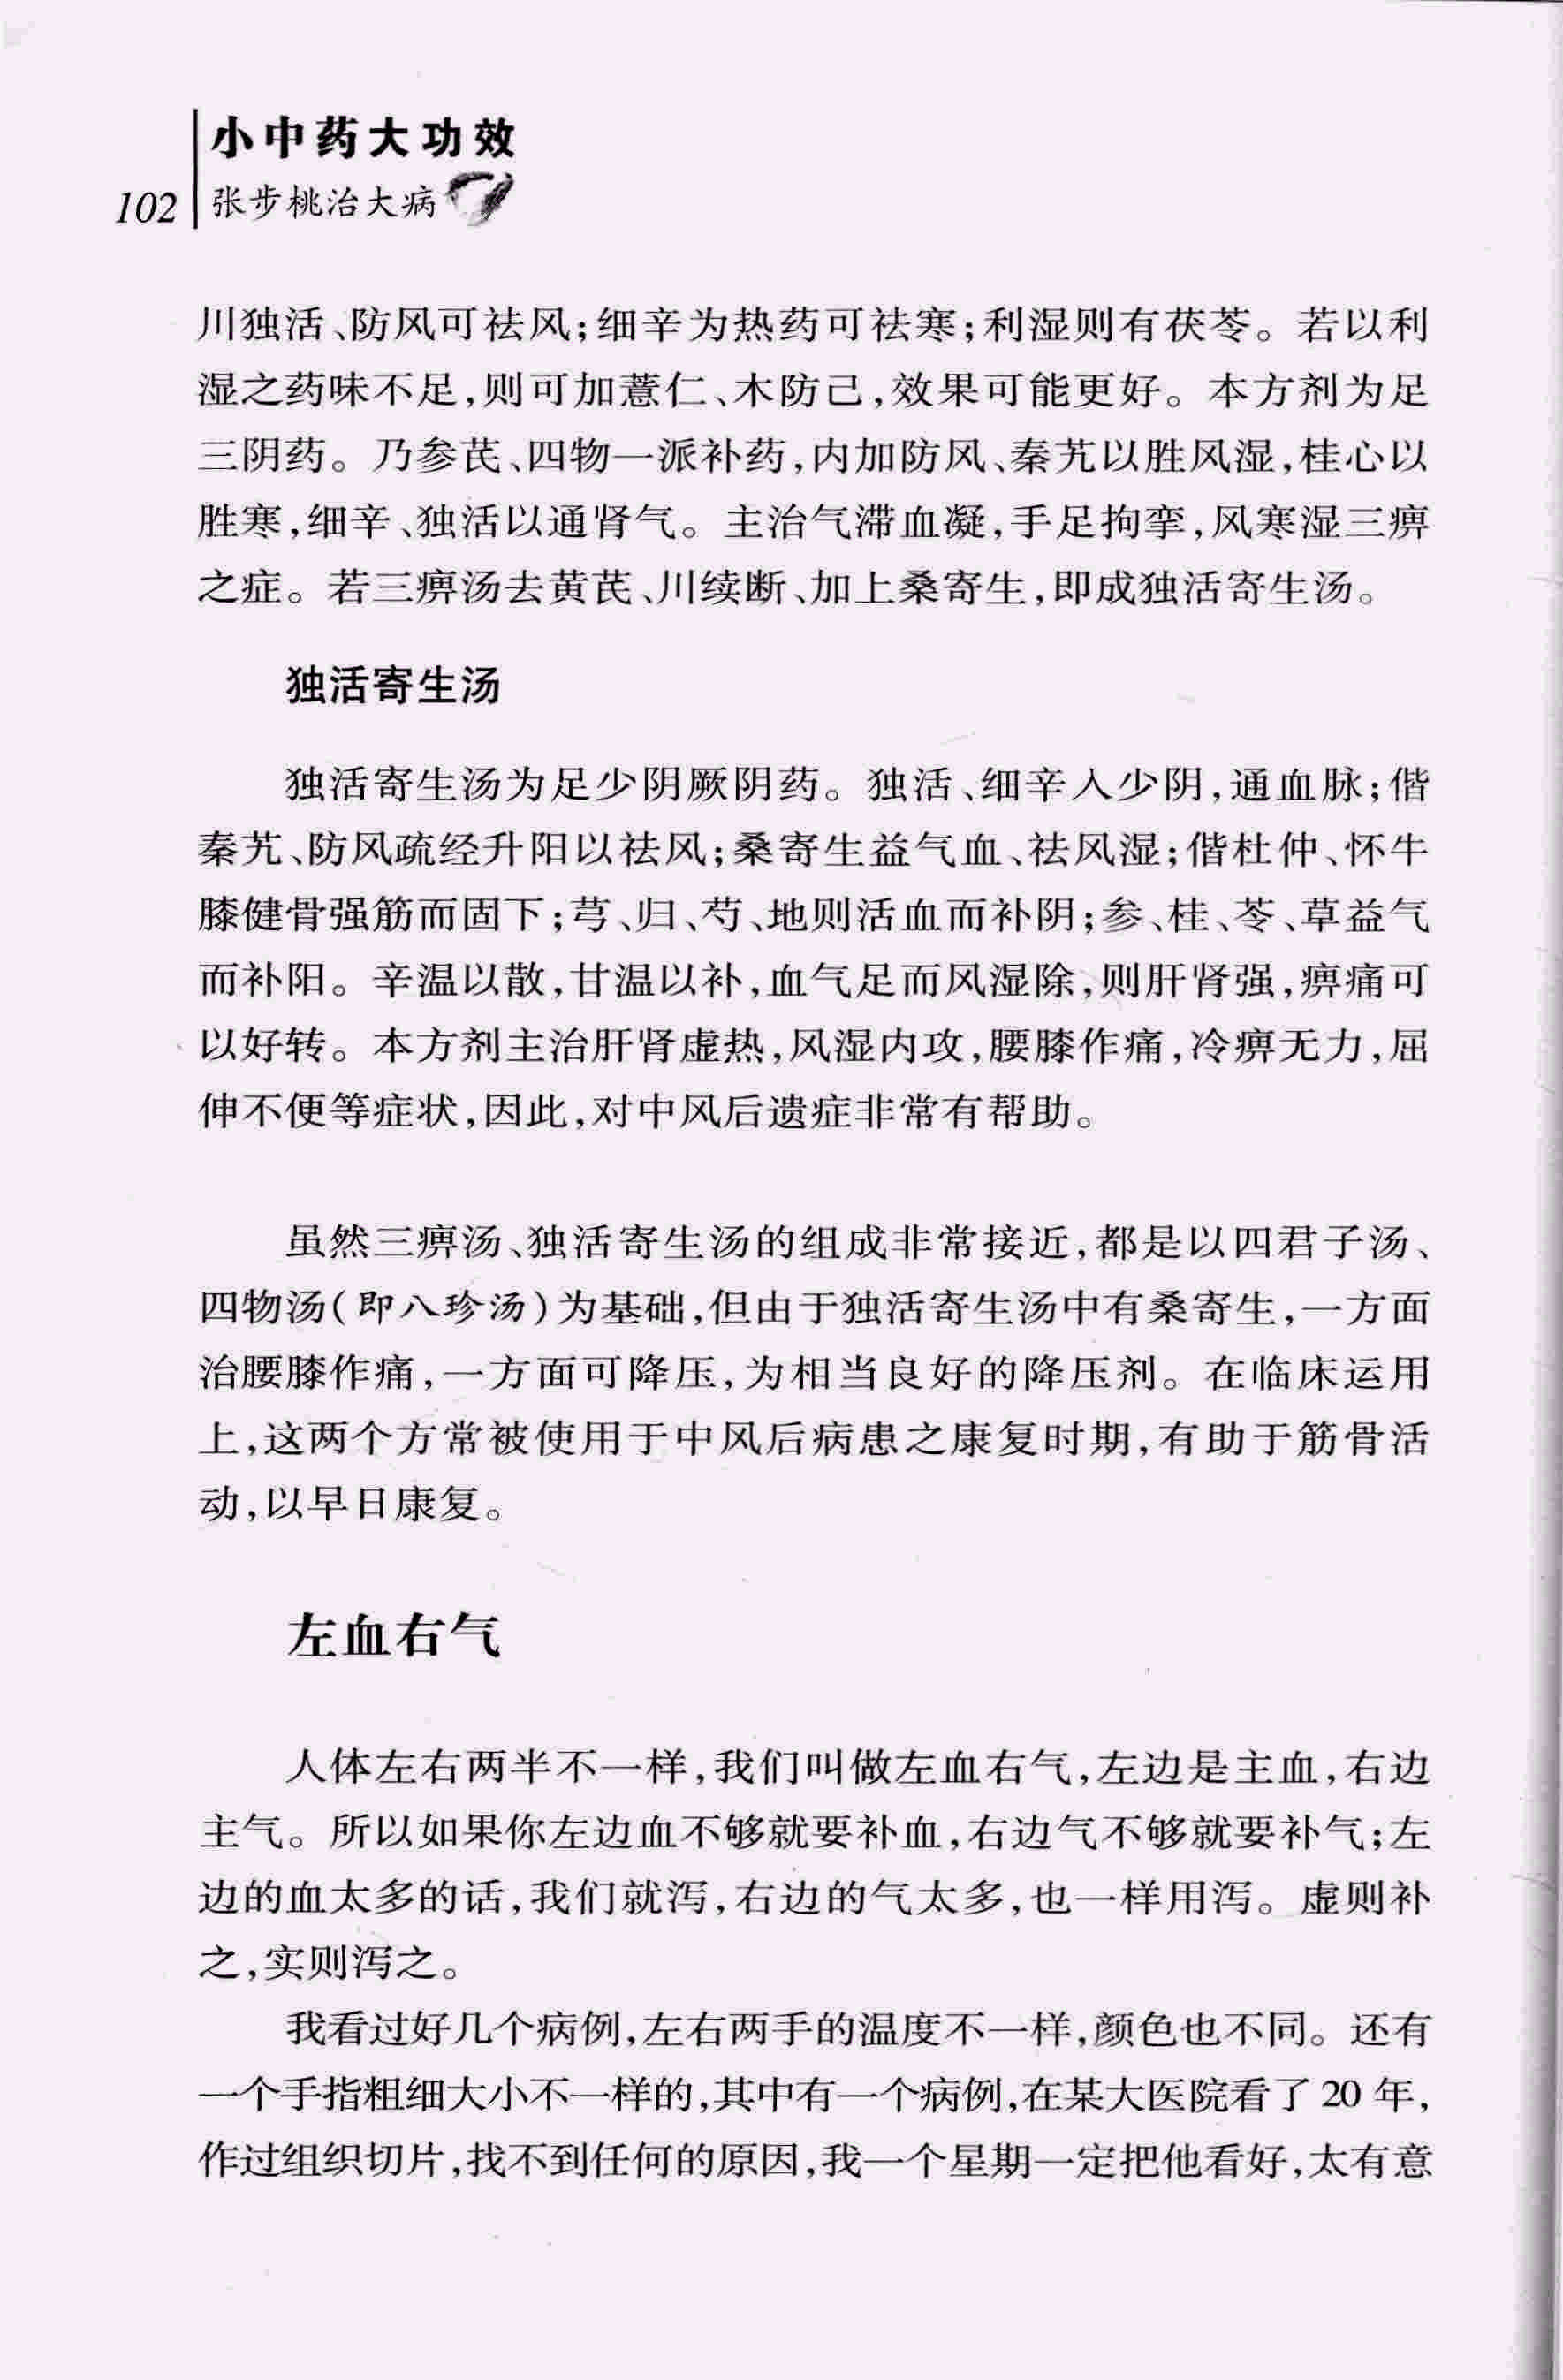 小中药大功效
102
张步桃治大病
川独活、防风可祛风;细辛为热药可祛寒;利湿则有茯苓。若以利
湿之药味不足,则可加薏仁、木防己,效果可能更好。本方剂为足
三阴药。乃参芪、四物一派补药,内加防风、秦艽以胜风湿,桂心以
胜寒,细辛、独活以通肾气。主治气滞血凝,手足拘挛,风寒湿三痹
之症。若三痹汤去黄芪、川续断、加上桑寄生,即成独活寄生汤。
独活寄生汤
独活寄生汤为足少阴厥阴药。独活、细辛入少阴,通血脉;偕
秦艽、防风疏经升阳以祛风;桑寄生益气血、祛风湿;偕杜仲、怀牛
膝健骨强筋而固下;芎、归、芍、地则活血而补阴;参、桂、苓、草益气
而补阳。辛温以散,甘温以补,血气足而风湿除,则肝肾强,痹痛可
以好转。本方剂主治肝肾虚热,风湿内攻,腰膝作痛,冷痹无力,屈
伸不便等症状,因此,对中风后遗症非常有帮助。
虽然三痹汤、独活寄生汤的组成非常接近,都是以四君子汤、
四物汤(即八珍汤)为基础,但由于独活寄生汤中有桑寄生,一方面
治腰膝作痛,一方面可降压,为相当良好的降压剂。在临床运用
上,这两个方常被使用于中风后病患之康复时期,有助于筋骨活
动,以早日康复。
左血右气
人体左右两半不一样,我们叫做左血右气,左边是主血,右边
主气。所以如果你左边血不够就要补血,右边气不够就要补气;左
边的血太多的话,我们就泻,右边的气太多,也一样用泻。虚则补
之,实则泻之。
我看过好几个病例,左右两手的温度不一样,颜色也不同。还有
一个手指粗细大小不一样的,其中有一个病例,在某大医院看了 20 年,
作过组织切片,找不到任何的原因,我一个星期一定把他看好,太有意